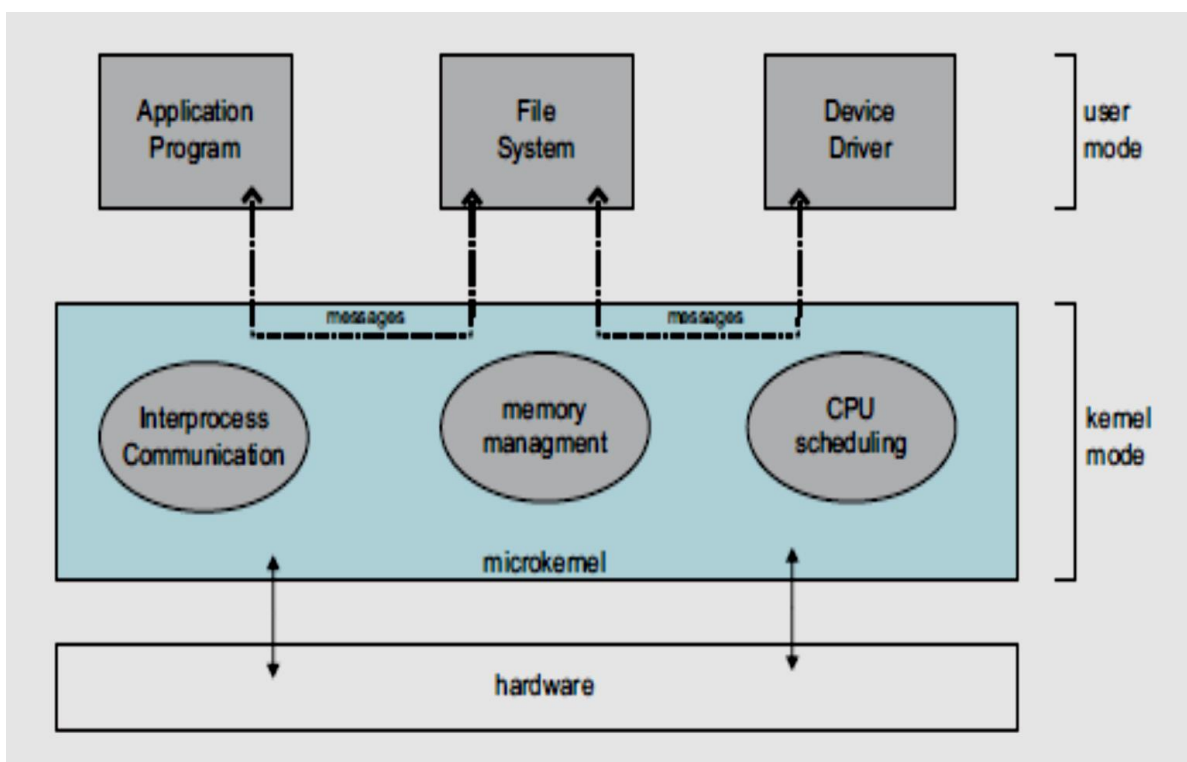 Application
Program
File
System
Device
Driver
user
mode
messages
messages
Interprocess
Communication
memory
managment
CPU
scheduling
kernel
mode
microkernel
hardware